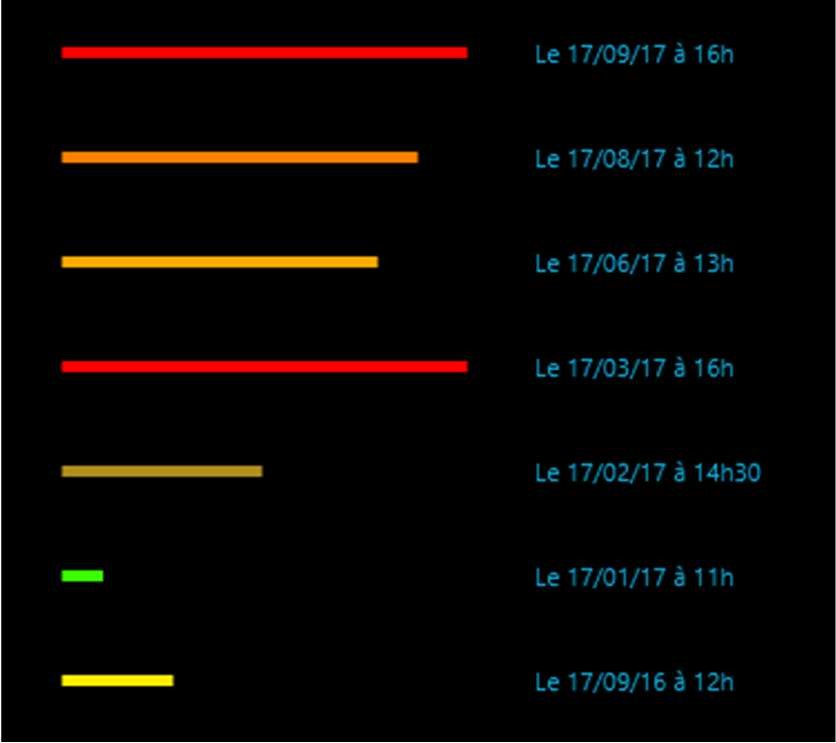 Le 17/09/17 à 16h
Le 17/08/17 à 12h
Le 17/06/17 à 13h
Le 17/03/17 à 16h
Le 17/02/17 à 14h30
Le 17/01/17 à 11h
Le 17/09/16 à 12h